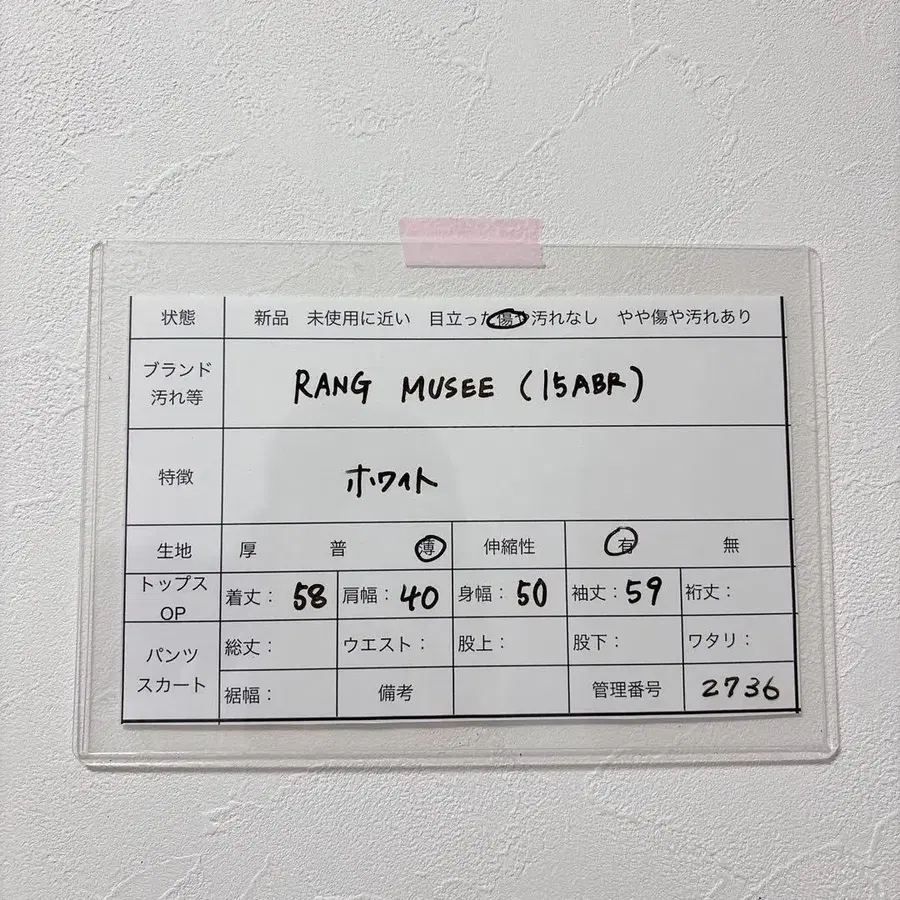 状態 新品 未使用に近い 目立った傷や汚れなし やや傷や汚れあり
ブランド
汚れ等
RANG MUSEE (15ABR)
特徴 ホワイト
生地 厚 普 薄 伸縮性 有 無
トップス
OP
着丈: 58 肩幅: 40 身幅: 50 袖丈: 59 裄丈:
パンツ
スカート
総丈: ウエスト: 股上: 股下: ワタリ:
裾幅: 備考 管理番号 2736